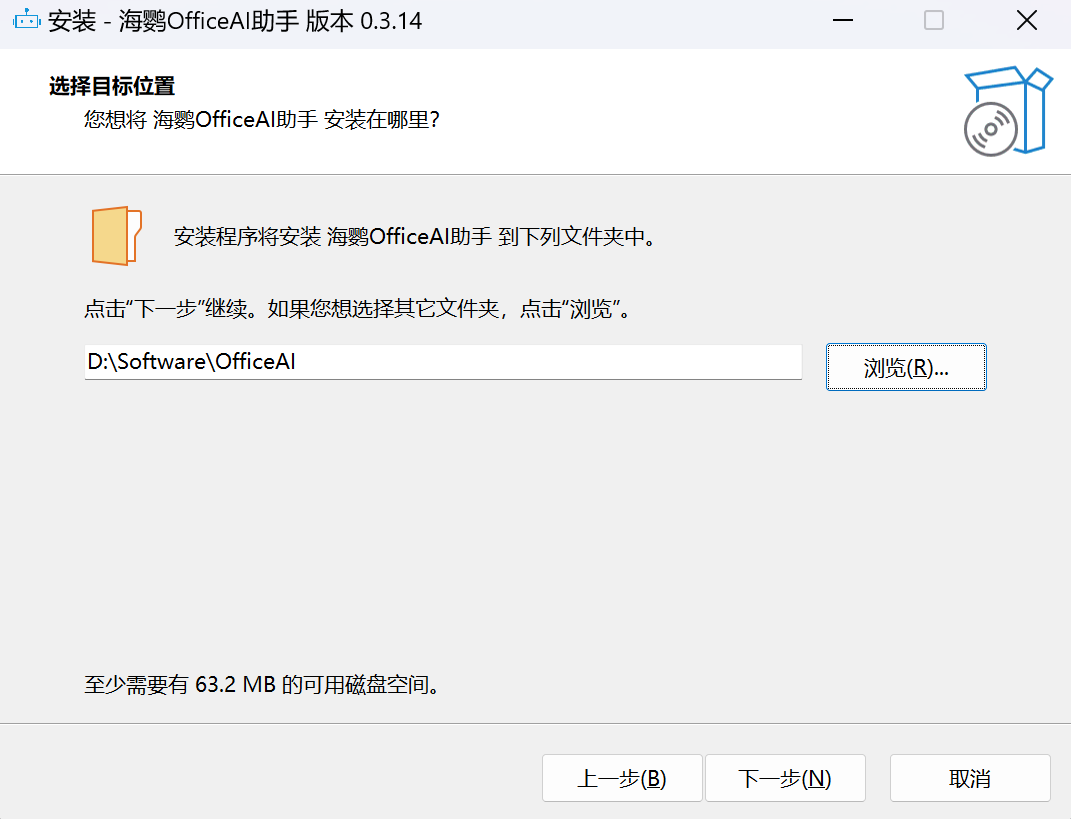 安装 - 海鹦OfficeAI助手 版本 0.3.14
选择目标位置
您想将 海鹦OfficeAI助手 安装在哪里?
安装程序将安装 海鹦OfficeAI助手 到下列文件夹中。
点击“下一步”继续。如果您想选择其它文件夹，点击“浏览”。
D:\Software\OfficeAI
浏览(R)...
至少需要有 63.2 MB 的可用磁盘空间。
上一步(B)
下一步(N)
取消